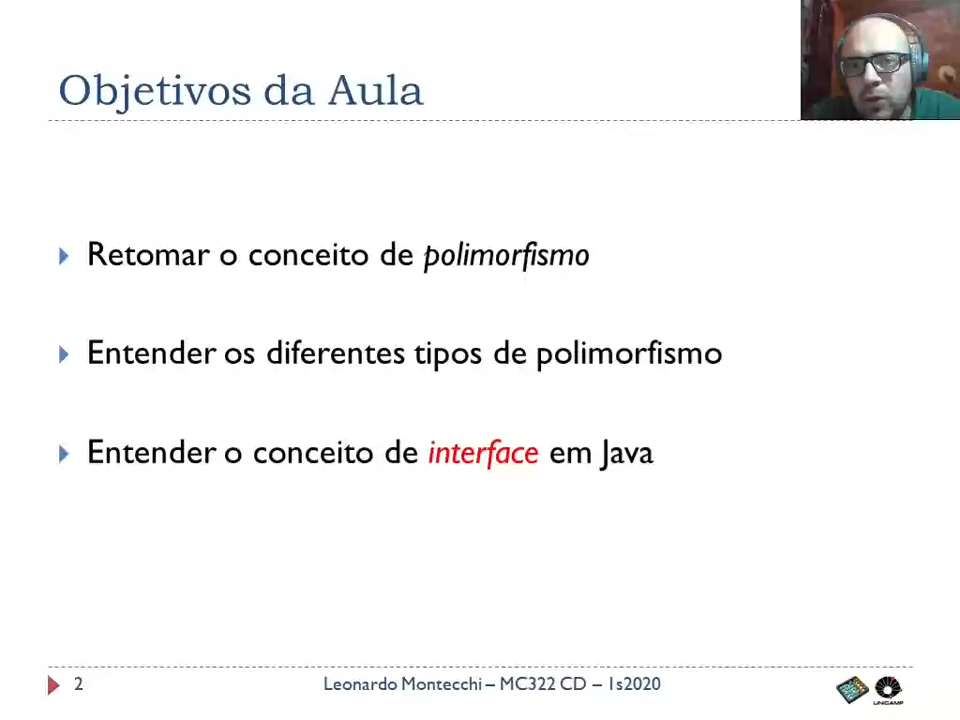 Objetivos da Aula
Retomar o conceito de polimorfismo
Entender os diferentes tipos de polimorfismo
Entender o conceito de interface em Java
2
Leonardo Montecchi – MC322 CD – 1s2020
UNICAMP